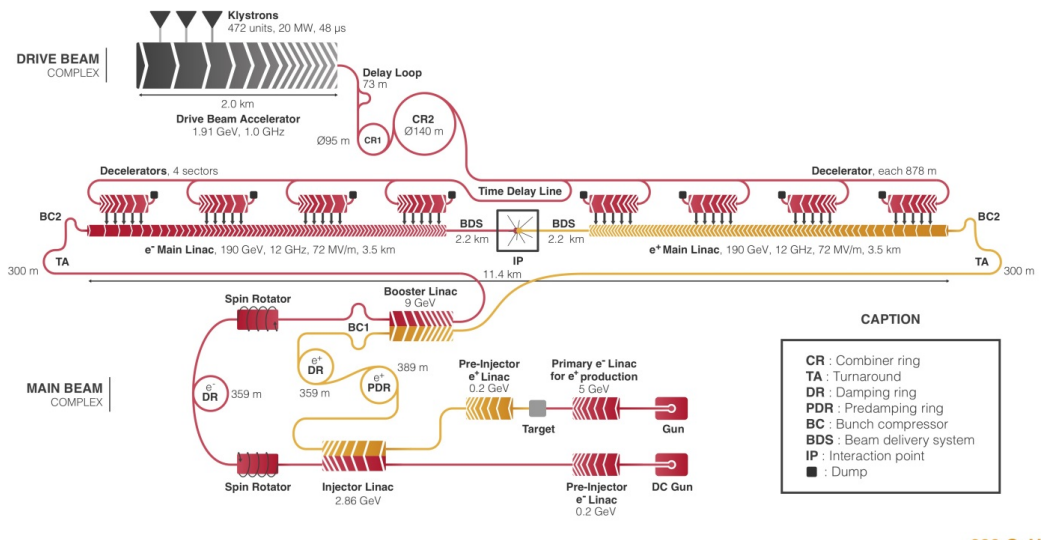 Klystrons
472 units, 20 MW, 48 µs
DRIVE BEAM
COMPLEX
Delay Loop
73 m
2.0 km
Drive Beam Accelerator
1.91 GeV, 1.0 GHz
CR2
Ø140 m
Ø95 m
CR1
Decelerators, 4 sectors
Time Delay Line
Decelerator, each 878 m
BC2
BDS
2.2 km
BDS
2.2 km
BC2
e⁻ Main Linac, 190 GeV, 12 GHz, 72 MV/m, 3.5 km
IP
e⁺ Main Linac, 190 GeV, 12 GHz, 72 MV/m, 3.5 km
TA
300 m
11.4 km
TA
300 m
Spin Rotator
Booster Linac
9 GeV
BC1
MAIN BEAM
COMPLEX
e⁻
DR
359 m
e⁺
DR
359 m
e⁺
PDR
389 m
Pre-Injector
e⁺ Linac
0.2 GeV
Primary e⁻ Linac
for e⁺ production
5 GeV
Target
Gun
Spin Rotator
Injector Linac
2.86 GeV
Pre-Injector
e⁻ Linac
0.2 GeV
DC Gun
CAPTION
CR : Combiner ring
TA : Turnaround
DR : Damping ring
PDR : Predamping ring
BC : Bunch compressor
BDS : Beam delivery system
IP : Interaction point
: Dump